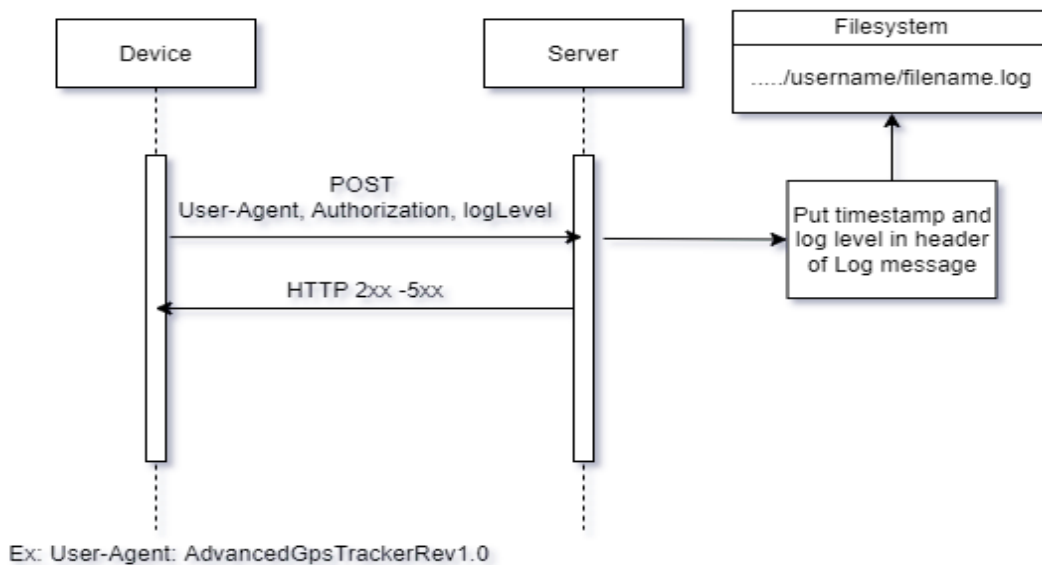 Device
Server
Filesystem
...../username/filename.log
POST
User-Agent, Authorization, logLevel
Put timestamp and
log level in header
of Log message
HTTP 2xx -5xx
Ex: User-Agent: AdvancedGpsTrackerRev1.0